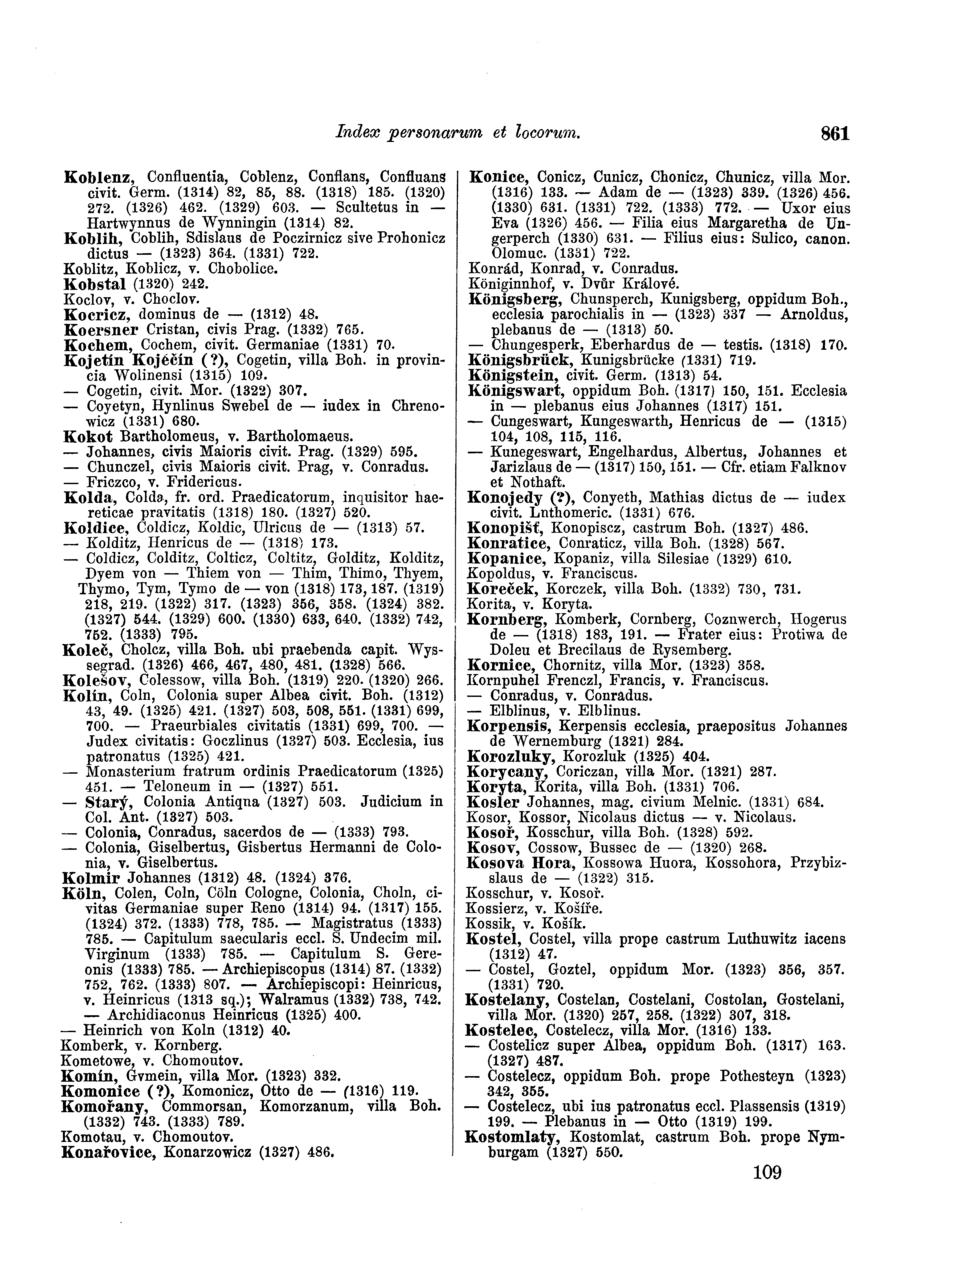 Index personarum et locorum.
861
Koblenz, Confluentia, Coblenz, Conflans, Confluans
civit. Germ. (1314) 82, 85, 88. (1318) 185. (1320)
272. (1326) 462. (1329) 603. — Scultetus in —
Hartwynnus de Wynningin (1314) 82.
Koblih, Coblih, Sdislaus de Poczirnicz sive Prohonicz
dictus — (1323) 364. (1331) 722.
Koblitz, Koblicz, v. Chobolice.
Kobstal (1320) 242.
Koclov, v. Choclov.
Kocricz, dominus de — (1312) 48.
Koersner Cristan, civis Prag. (1332) 765.
Kochem, Cochem, civit. Germaniae (1331) 70.
Kojetín Kojéčín (?), Cogetin, villa Boh. in provin-
cia Wolinensi (1315) 109.
— Cogetin, civit. Mor. (1322) 307.
— Coyetyn, Hynlinus Swebel de — iudex in Chreno-
wicz (1331) 680.
Kokot Bartholomeus, v. Bartholomaeus.
— Johannes, civis Maioris civit. Prag. (1329) 595.
— Chunczel, civis Maioris civit. Prag, v. Conradus.
— Friczco, v. Fridericus.
Kolda, Colda, fr. ord. Praedicatorum, inquisitor hae-
reticae pravitatis (1318) 180. (1327) 520.
Koldice, Coldicz, Koldic, Ulricus de — (1313) 57.
— Kolditz, Henricus de — (1318) 173.
— Coldicz, Colditz, Colticz, Coltitz, Golditz, Kolditz,
Dyem von — Thiem von — Thim, Thimo, Thyem,
Thymo, Tym, Tymo de — von (1318) 173, 187. (1319)
218, 219. (1322) 317. (1323) 356, 358. (1324) 382.
(1327) 544. (1329) 600. (1330) 633, 640. (1332) 742,
752. (1333) 795.
Koleč, Cholcz, villa Boh. ubi praebenda capit. Wys-
segrad. (1326) 466, 467, 480, 481. (1328) 566.
Kolešov, Colessow, villa Boh. (1319) 220. (1320) 266.
Kolín, Coln, Colonia super Albea civit. Boh. (1312)
43, 49. (1325) 421. (1327) 503, 508, 551. (1331) 699,
700. — Praeurbiales civitatis (1331) 699, 700. —
Judex civitatis: Goczlinus (1327) 503. Ecclesia, ius
patronatus (1325) 421.
— Monasterium fratrum ordinis Praedicatorum (1325)
451. — Teloneum in — (1327) 551.
— Starý, Colonia Antiqna (1327) 503. Judicium in
Col. Ant. (1327) 503.
— Colonia, Conradus, sacerdos de — (1333) 793.
— Colonia, Giselbertus, Gisbertus Hermanni de Colo-
nia, v. Giselbertus.
Kolmir Johannes (1312) 48. (1324) 376.
Köln, Colen, Coln, Cöln Cologne, Colonia, Choln, ci-
vitas Germaniae super Reno (1314) 94. (1317) 155.
(1324) 372. (1333) 778, 785. — Magistratus (1333)
785. — Capitulum saecularis eccl. S. Undecim mil.
Virginum (1333) 785. — Capitulum S. Gere-
onis (1333) 785. — Archiepiscopus (1314) 87. (1332)
752, 762. (1333) 807. — Archiepiscopi: Heinricus,
v. Heinricus (1313 sq.); Walramus (1332) 738, 742.
— Archidiaconus Heinricus (1325) 400.
— Heinrich von Koln (1312) 40.
Komberk, v. Kornberg.
Kometowe, v. Chomoutov.
Komín, Gvmein, villa Mor. (1323) 332.
Komonice (?), Komonicz, Otto de — (1316) 119.
Komořany, Commorsan, Komorzanum, villa Boh.
(1332) 743. (1333) 789.
Komotau, v. Chomoutov.
Konařovice, Konarzowicz (1327) 486.
Konice, Conicz, Cunicz, Chonicz, Chunicz, villa Mor.
(1316) 133. — Adam de — (1323) 339. (1326) 456.
(1330) 631. (1331) 722. (1333) 772. — Uxor eius
Eva (1326) 456. — Filia eius Margaretha de Un-
gerperch (1330) 631. — Filius eius: Sulico, canon.
Olomuc. (1331) 722.
Konrád, Konrad, v. Conradus.
Königinnhof, v. Dvůr Králové.
Königsberg, Chunsperch, Kunigsberg, oppidum Boh.,
ecclesia parochialis in — (1323) 337 — Arnoldus,
plebanus de — (1313) 50.
— Chungesperk, Eberhardus de — testis. (1318) 170.
Königsbrück, Kunigsbrücke (1331) 719.
Königstein, civit. Germ. (1313) 54.
Königswart, oppidum Boh. (1317) 150, 151. Ecclesia
in — plebanus eius Johannes (1317) 151.
— Cungeswart, Kungeswarth, Henricus de — (1315)
104, 108, 115, 116.
— Kunegeswart, Engelhardus, Albertus, Johannes et
Jarizlaus de — (1317) 150, 151. — Cfr. etiam Falknov
et Nothaft.
Konojedy (?), Conyeth, Mathias dictus de — iudex
civit. Lnthomeric. (1331) 676.
Konopišť, Konopiscz, castrum Boh. (1327) 486.
Konratice, Conraticz, villa Boh. (1328) 567.
Kopanice, Kopaniz, villa Silesiae (1329) 610.
Kopoldus, v. Franciscus.
Koreček, Korczek, villa Boh. (1332) 730, 731.
Korita, v. Koryta.
Kornberg, Komberk, Cornberg, Coznwerch, Hogerus
de — (1318) 183, 191. — Frater eius: Protiwa de
Doleu et Brecilaus de Rysemberg.
Kornice, Chornitz, villa Mor. (1323) 358.
Kornpuhel Frenczl, Francis, v. Franciscus.
— Conradus, v. Conradus.
— Elblinus, v. Elblinus.
Korpensis, Kerpensis ecclesia, praepositus Johannes
de Wernemburg (1321) 284.
Korozluky, Korozluk (1325) 404.
Korycany, Coriczan, villa Mor. (1321) 287.
Koryta, Korita, villa Boh. (1331) 706.
Kosler Johannes, mag. civium Melnic. (1331) 684.
Kosor, Kossor, Nicolaus dictus — v. Nicolaus.
Kosoř, Kosschur, villa Boh. (1328) 592.
Kosov, Cossow, Bussec de — (1320) 268.
Kosova Hora, Kossowa Huora, Kossohora, Przybiz-
slaus de — (1322) 315.
Kosschur, v. Kosoř.
Kossierz, v. Košíře.
Kossik, v. Košík.
Kostel, Costel, villa prope castrum Luthuwitz iacens
(1312) 47.
— Costel, Goztel, oppidum Mor. (1323) 356, 357.
(1331) 720.
Kostelany, Costelan, Costelani, Costolan, Gostelani,
villa Mor. (1320) 257, 258. (1322) 307, 318.
Kostelec, Costelecz, villa Mor. (1316) 133.
— Costelicz super Albea, oppidum Boh. (1317) 163.
(1327) 487.
— Costelecz, oppidum Boh. prope Pothesteyn (1323)
342, 355.
— Costelecz, ubi ius patronatus eccl. Plassensis (1319)
199. — Plebanus in — Otto (1319) 199.
Kostomlaty, Kostomlat, castrum Boh. prope Nym-
burgam (1327) 550.
109